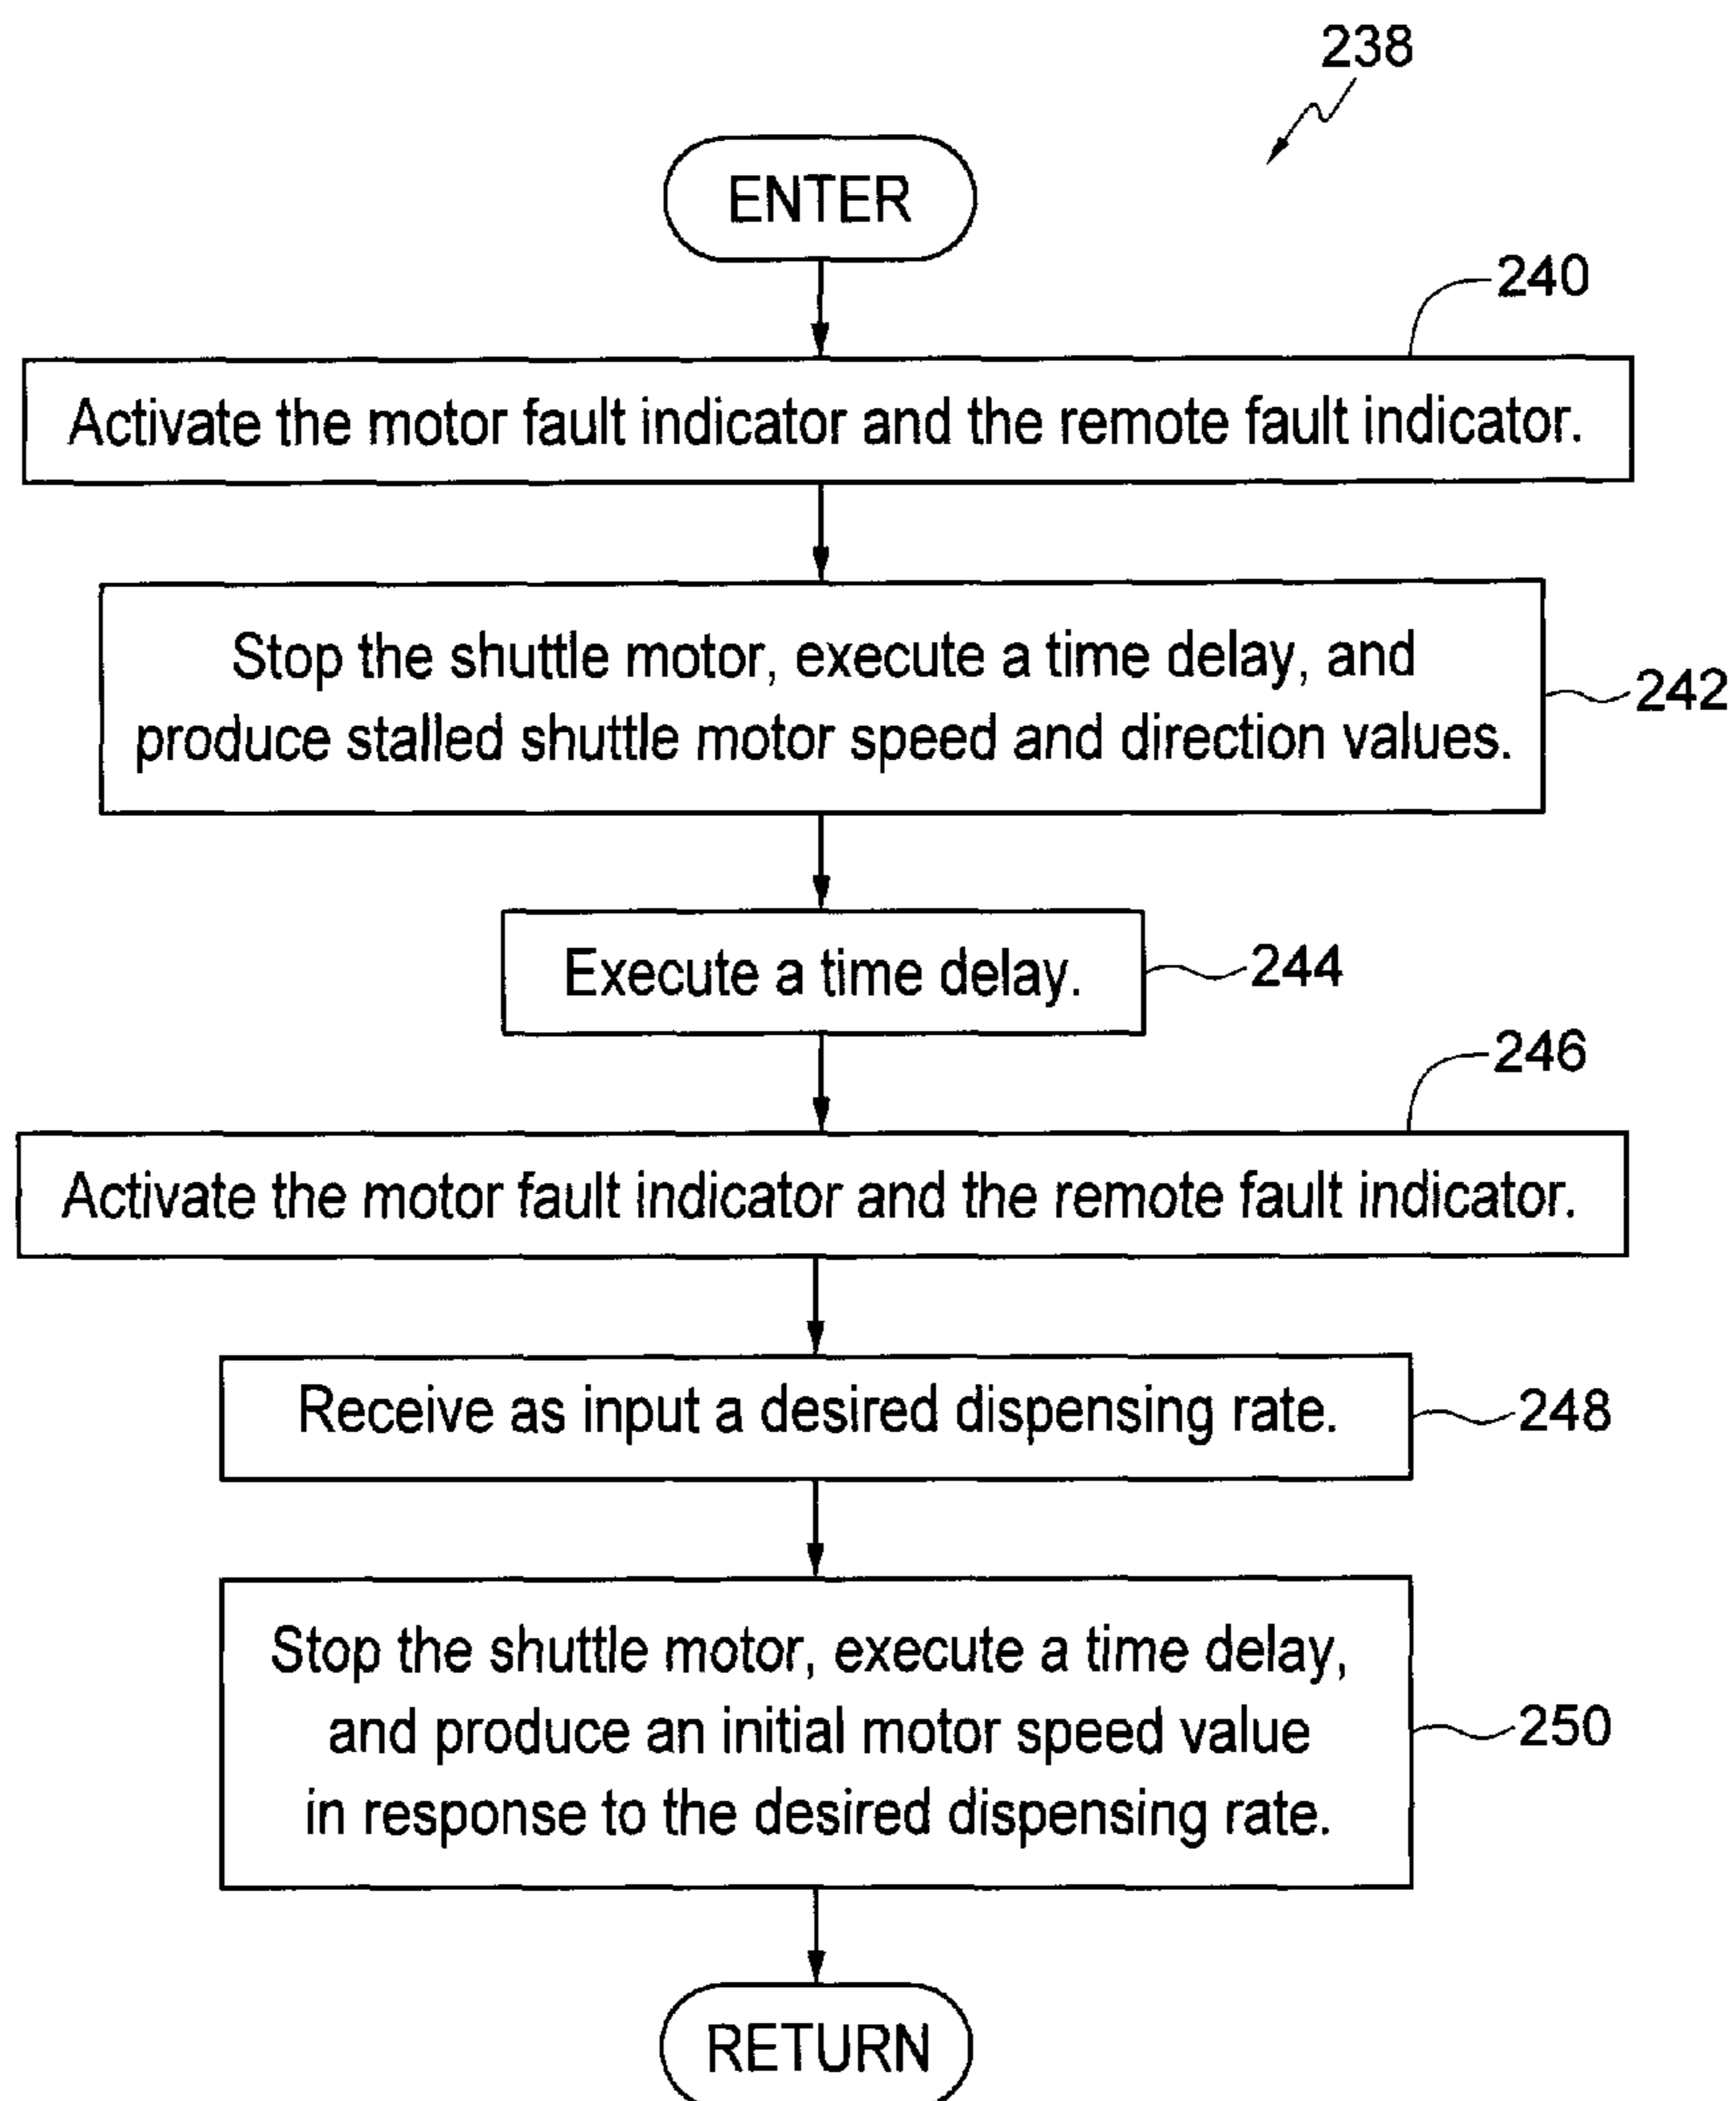 238
ENTER
240
Activate the motor fault indicator and the remote fault indicator.
Stop the shuttle motor, execute a time delay, and
produce stalled shuttle motor speed and direction values.
242
Execute a time delay.
244
246
Activate the motor fault indicator and the remote fault indicator.
Receive as input a desired dispensing rate.
248
Stop the shuttle motor, execute a time delay,
and produce an initial motor speed value
in response to the desired dispensing rate.
250
RETURN